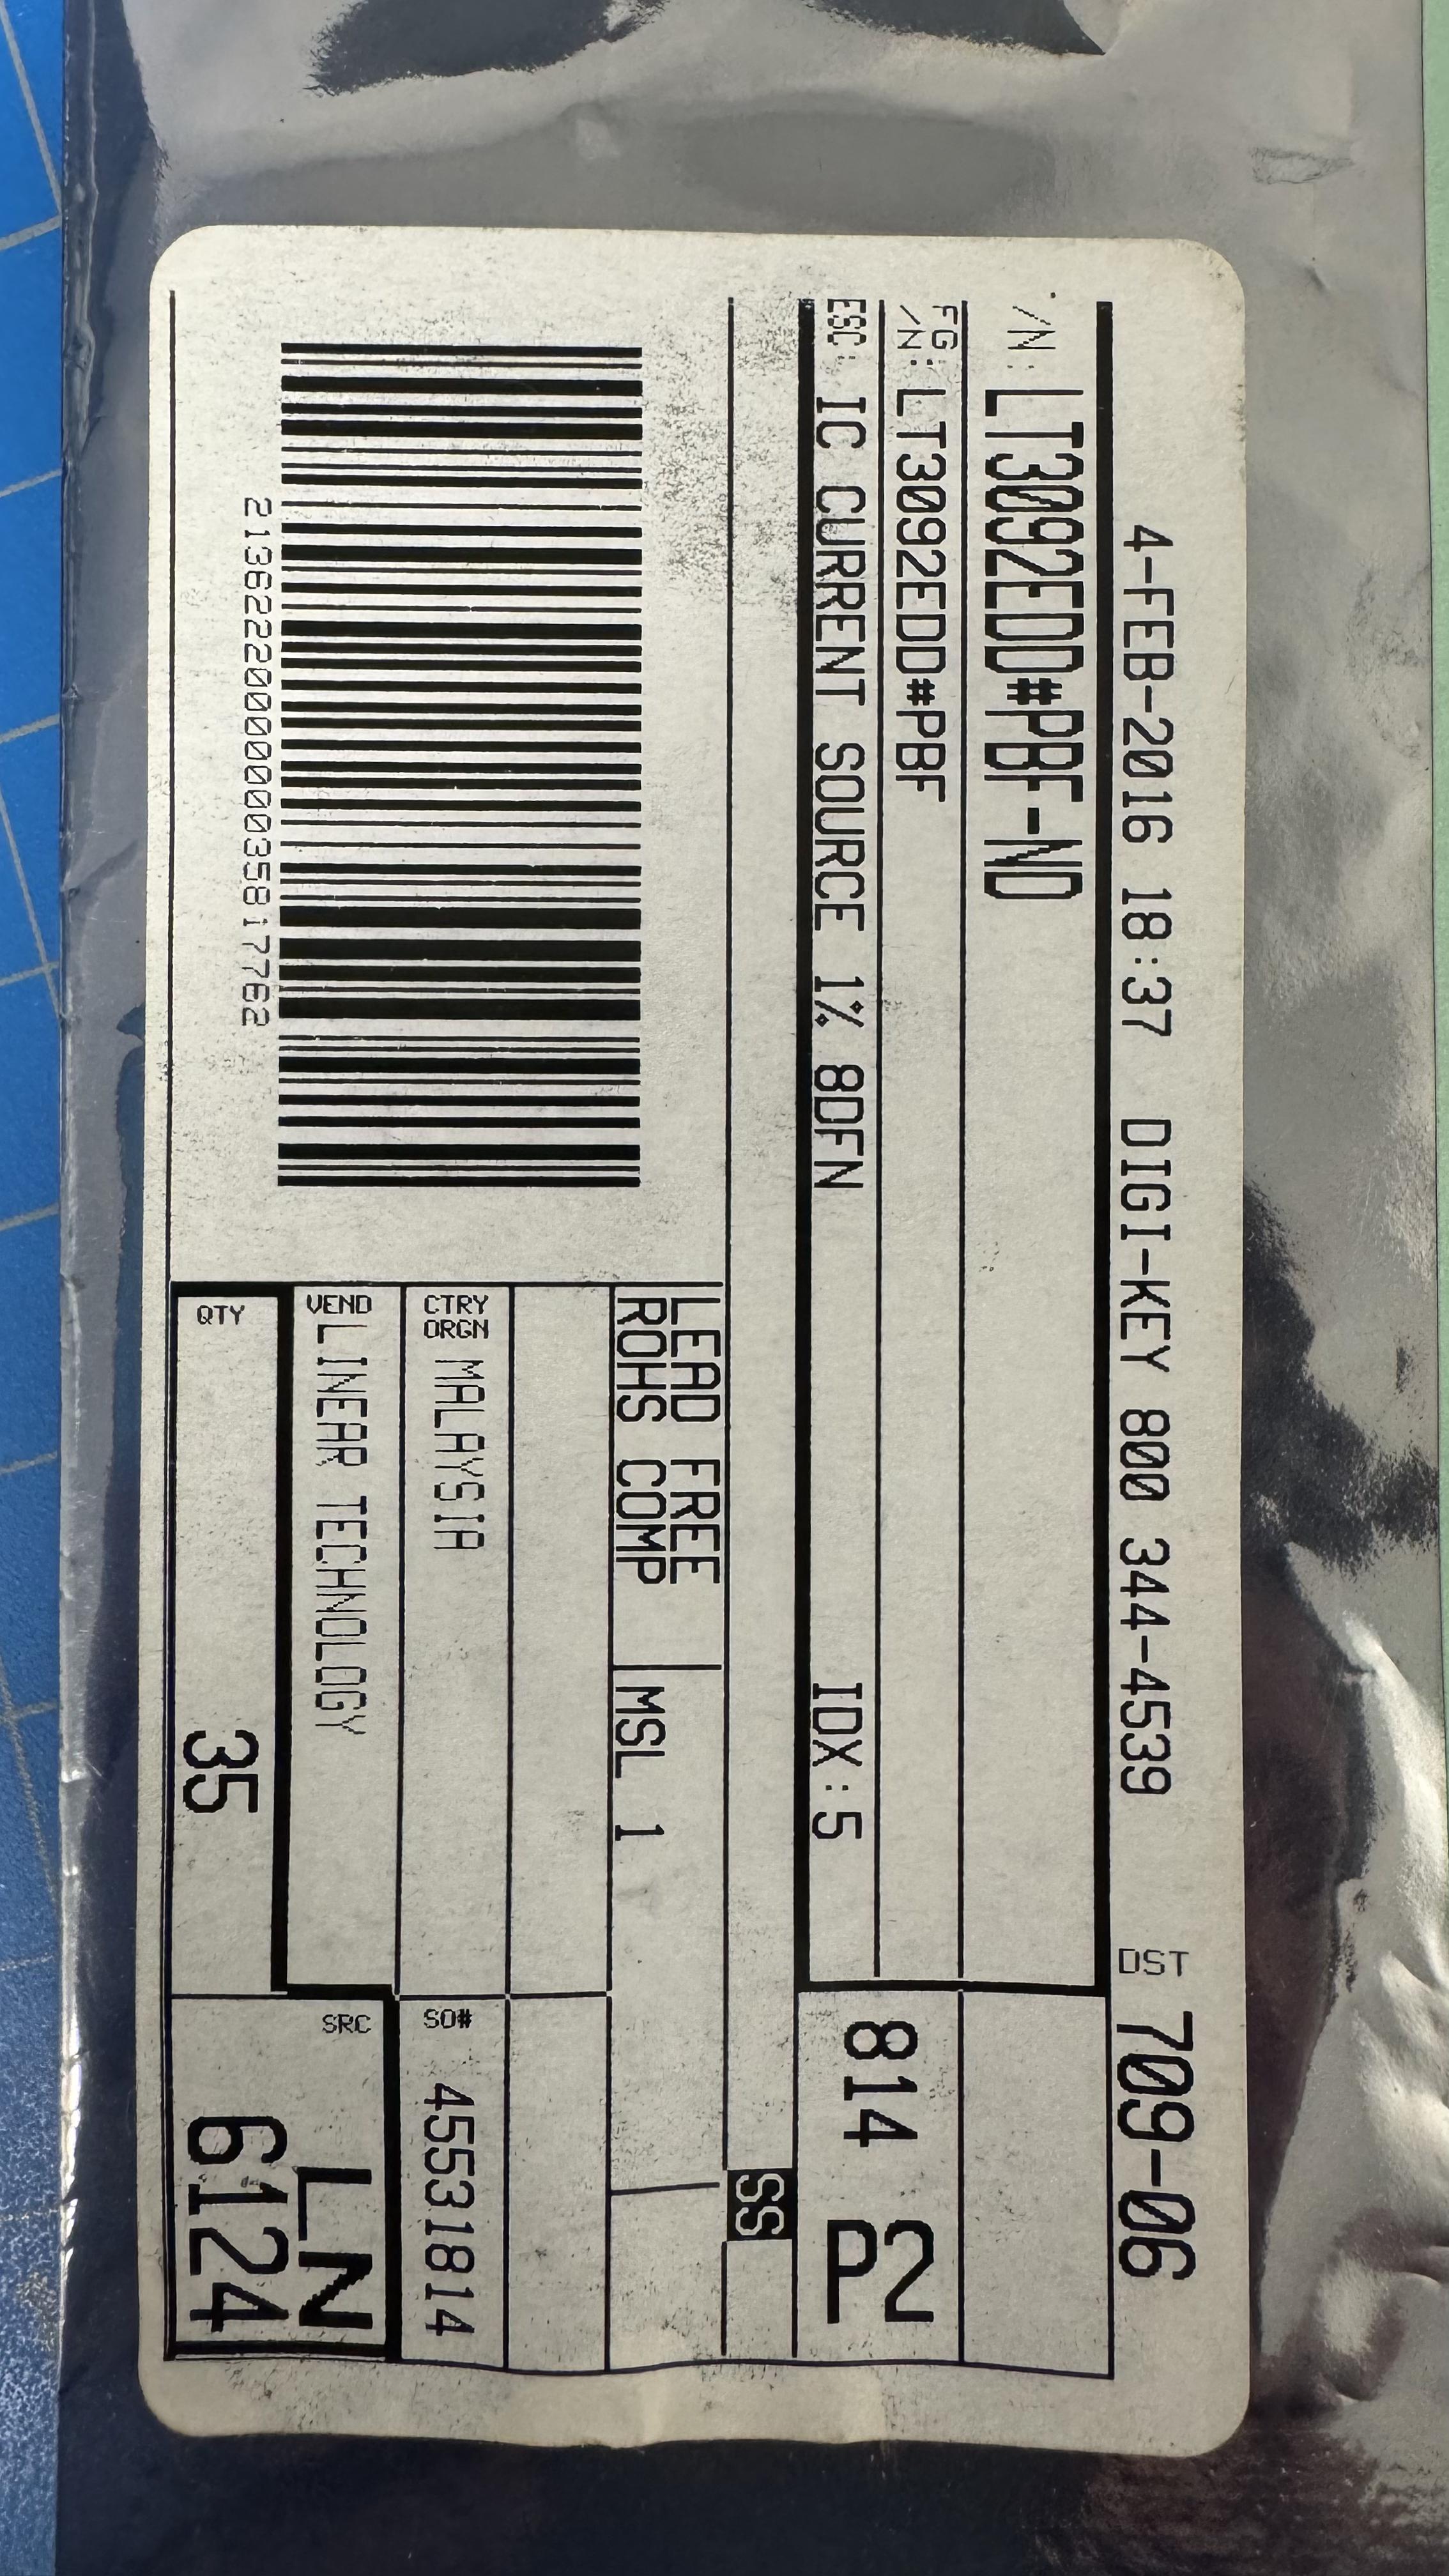 4-FEB-2016 18:37 DIGI-KEY 800 344-4539 DST 709-06
/N: LT3092EDD#PBF-ND
FG:
/N: LT3092EDD#PBF
814 P2
ESC: IC CURRENT SOURCE 1% 8DFN IDX:5
SS
LEAD FREE
ROHS COMP
MSL 1
CTRY
ORGN MALAYSIA
SO# 45531814
VEND LINEAR TECHNOLOGY
SRC LN
6124
QTY 35